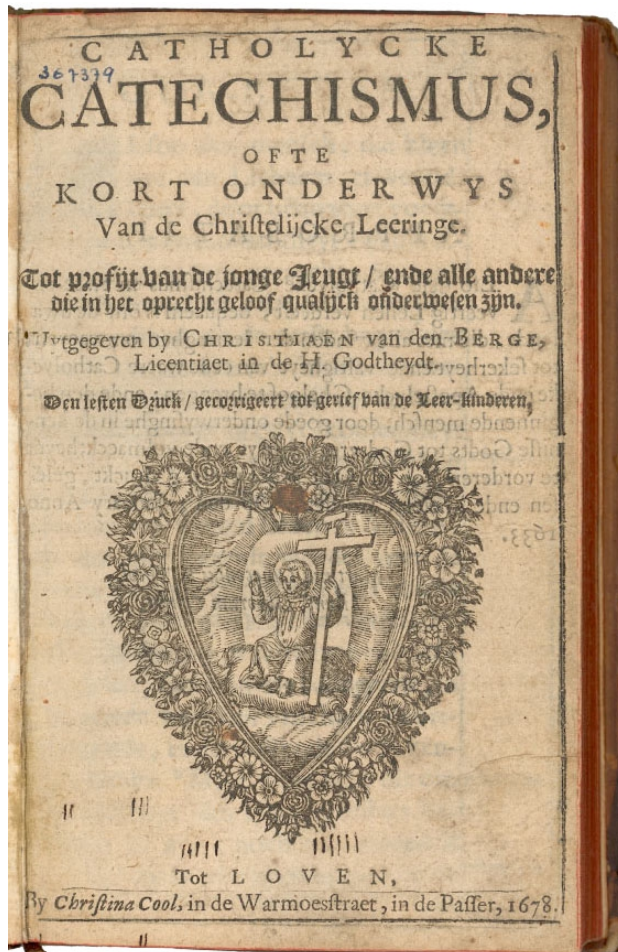 CATHOLYCKE
367379
CATECHISMUS,
OFTE
KORT ONDERWYS
Van de Chriſtelijcke Leeringe.
Tot profijt van de jonge Jeugt / ende alle andere
die in het oprecht geloof qualijck onderwesen zijn.
Uytgegeven by CHRISTIAEN van den BERGE,
Licentiaet in de H. Godtheydt.
Den leſten Druck / gecorrigeert tot gerief van de Leer-kinderen,
Tot LOVEN,
By Chriſtina Cool, in de Warmoesſtraet, in de Paſſer, 1678.